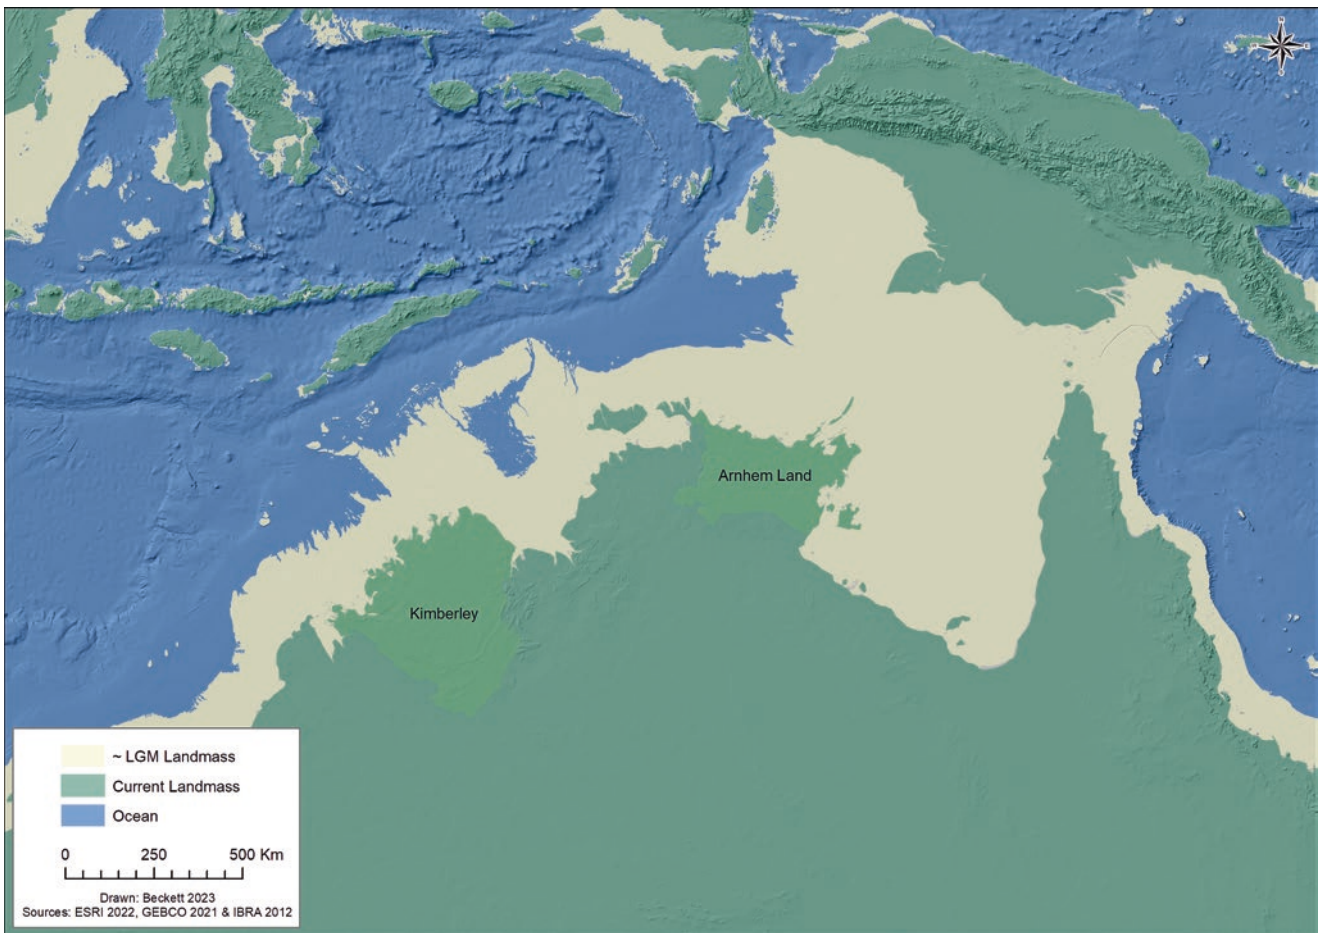 N
E
S
Arnhem Land
Kimberley
~ LGM Landmass
Current Landmass
Ocean
0 250 500 Km
Drawn: Beckett 2023
Sources: ESRI 2022, GEBCO 2021 & IBRA 2012